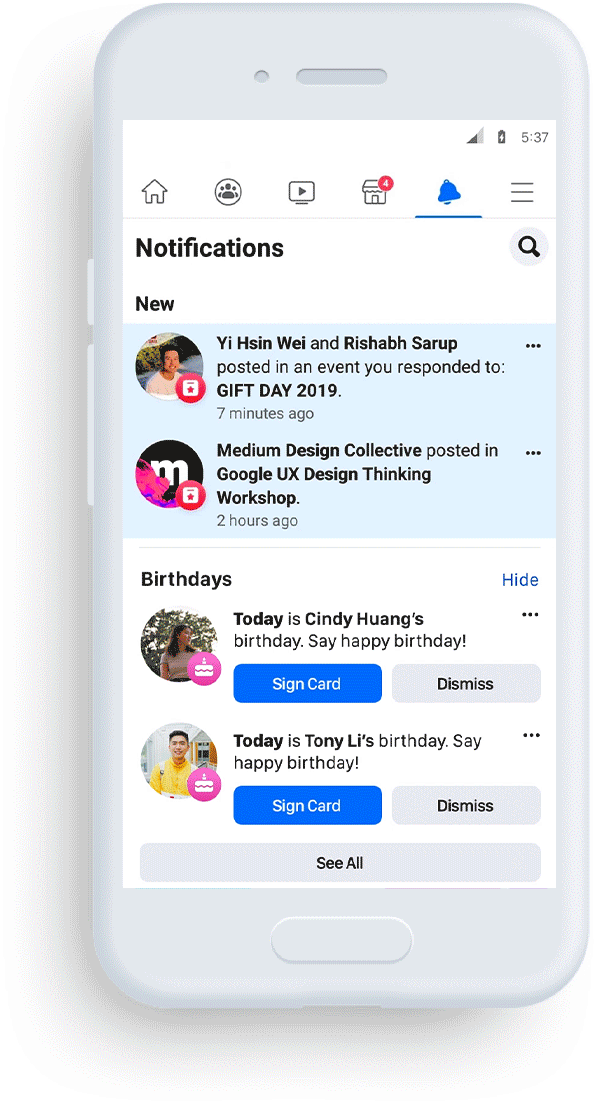 5:37
4
Notifications
New
Yi Hsin Wei and Rishabh Sarup
posted in an event you responded to:
GIFT DAY 2019.
7 minutes ago
m
Medium Design Collective posted in
Google UX Design Thinking
Workshop.
2 hours ago
Birthdays
Hide
Today is Cindy Huang’s
birthday. Say happy birthday!
Sign Card
Dismiss
Today is Tony Li’s birthday. Say
happy birthday!
Sign Card
Dismiss
See All